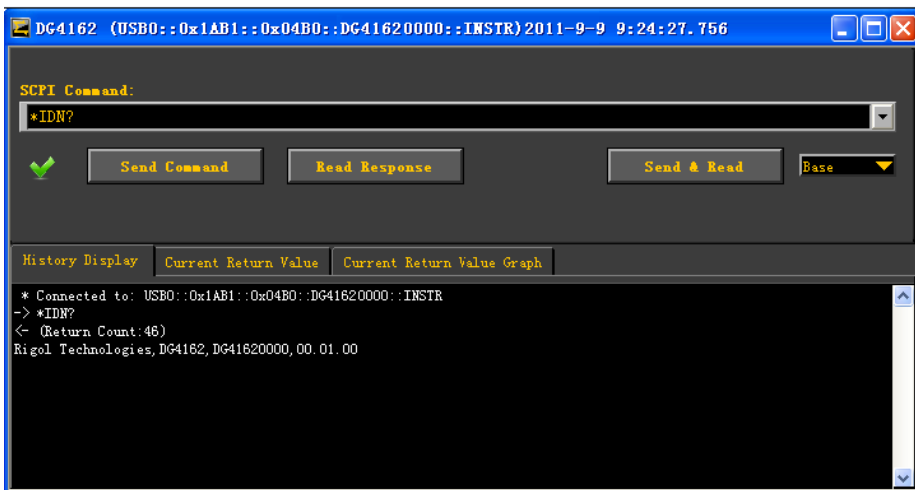 DG4162 (USB0::0x1AB1::0x04B0::DG41620000::INSTR)2011-9-9 9:24:27.756
SCPI Command:
*IDN?
Send Command
Read Response
Send & Read
Base
History Display
Current Return Value
Current Return Value Graph
* Connected to: USB0::0x1AB1::0x04B0::DG41620000::INSTR
-> *IDN?
<- (Return Count:46)
Rigol Technologies,DG4162,DG41620000,00.01.00